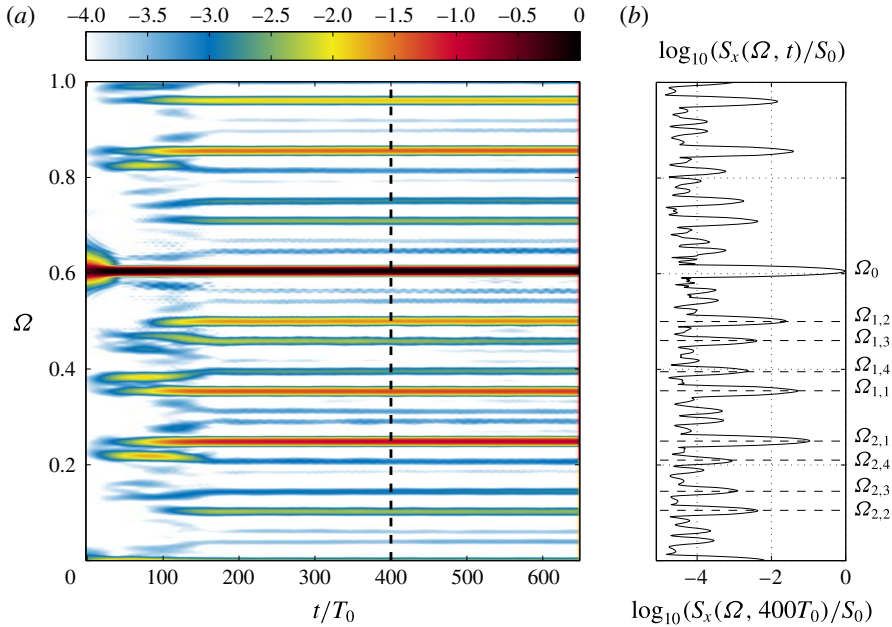 (a)
−4.0 −3.5 −3.0 −2.5 −2.0 −1.5 −1.0 −0.5 0
(b)
log₁₀(Sₓ(Ω, t)/S₀)
1.0
0.8
0.6
0.4
0.2
Ω
0 100 200 300 400 500 600
t/T₀
Ω₀
Ω₁,₂
Ω₁,₃
Ω₁,₄
Ω₁,₁
Ω₂,₁
Ω₂,₄
Ω₂,₃
Ω₂,₂
−4 −2 0
log₁₀(Sₓ(Ω, 400T₀)/S₀)